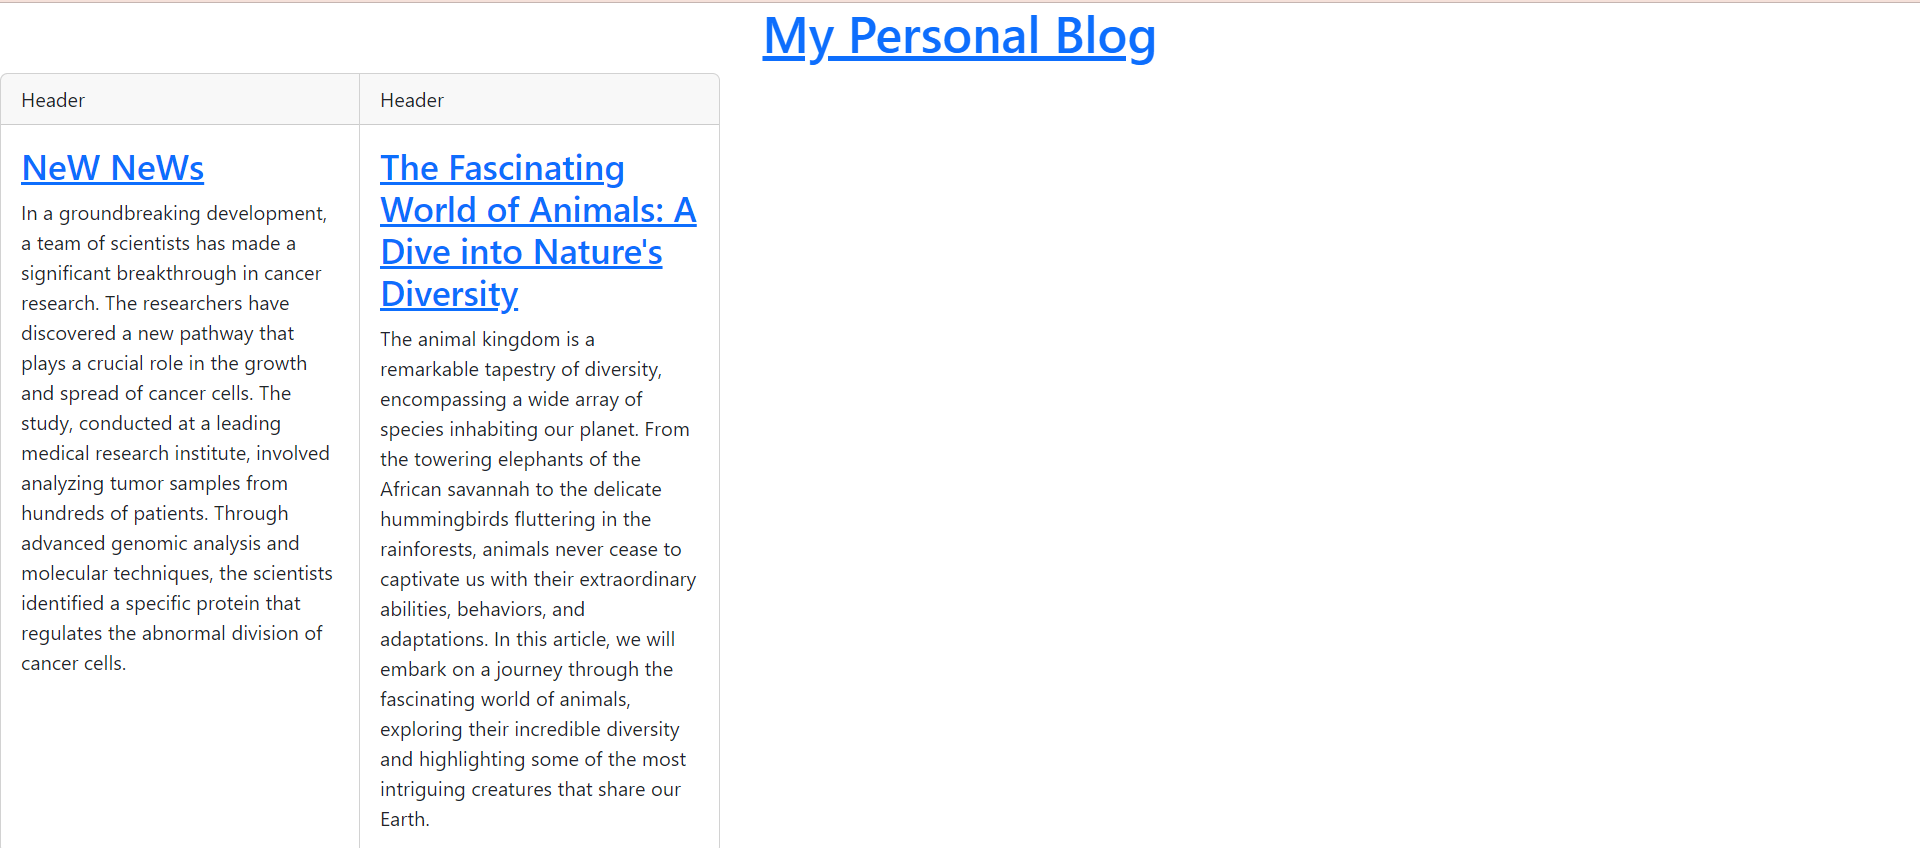 My Personal Blog
Header
NeW NeWs
In a groundbreaking development,
a team of scientists has made a
significant breakthrough in cancer
research. The researchers have
discovered a new pathway that
plays a crucial role in the growth
and spread of cancer cells. The
study, conducted at a leading
medical research institute, involved
analyzing tumor samples from
hundreds of patients. Through
advanced genomic analysis and
molecular techniques, the scientists
identified a specific protein that
regulates the abnormal division of
cancer cells.
Header
The Fascinating
World of Animals: A
Dive into Nature's
Diversity
The animal kingdom is a
remarkable tapestry of diversity,
encompassing a wide array of
species inhabiting our planet. From
the towering elephants of the
African savannah to the delicate
hummingbirds fluttering in the
rainforests, animals never cease to
captivate us with their extraordinary
abilities, behaviors, and
adaptations. In this article, we will
embark on a journey through the
fascinating world of animals,
exploring their incredible diversity
and highlighting some of the most
intriguing creatures that share our
Earth.